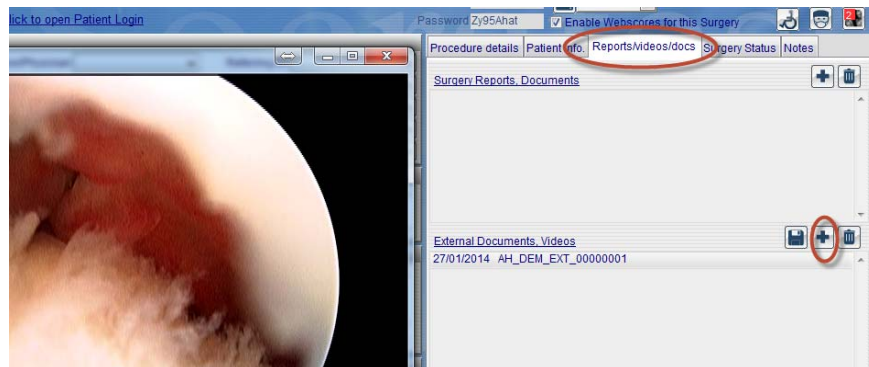 lick to open Patient Login
Password Zy95Ahat Enable Webscores for this Surgery 2
Procedure details Patient Info. Reports/videos/docs Surgery Status Notes
Surgery Reports, Documents
External Documents, Videos
27/01/2014 AH_DEM_EXT_00000001